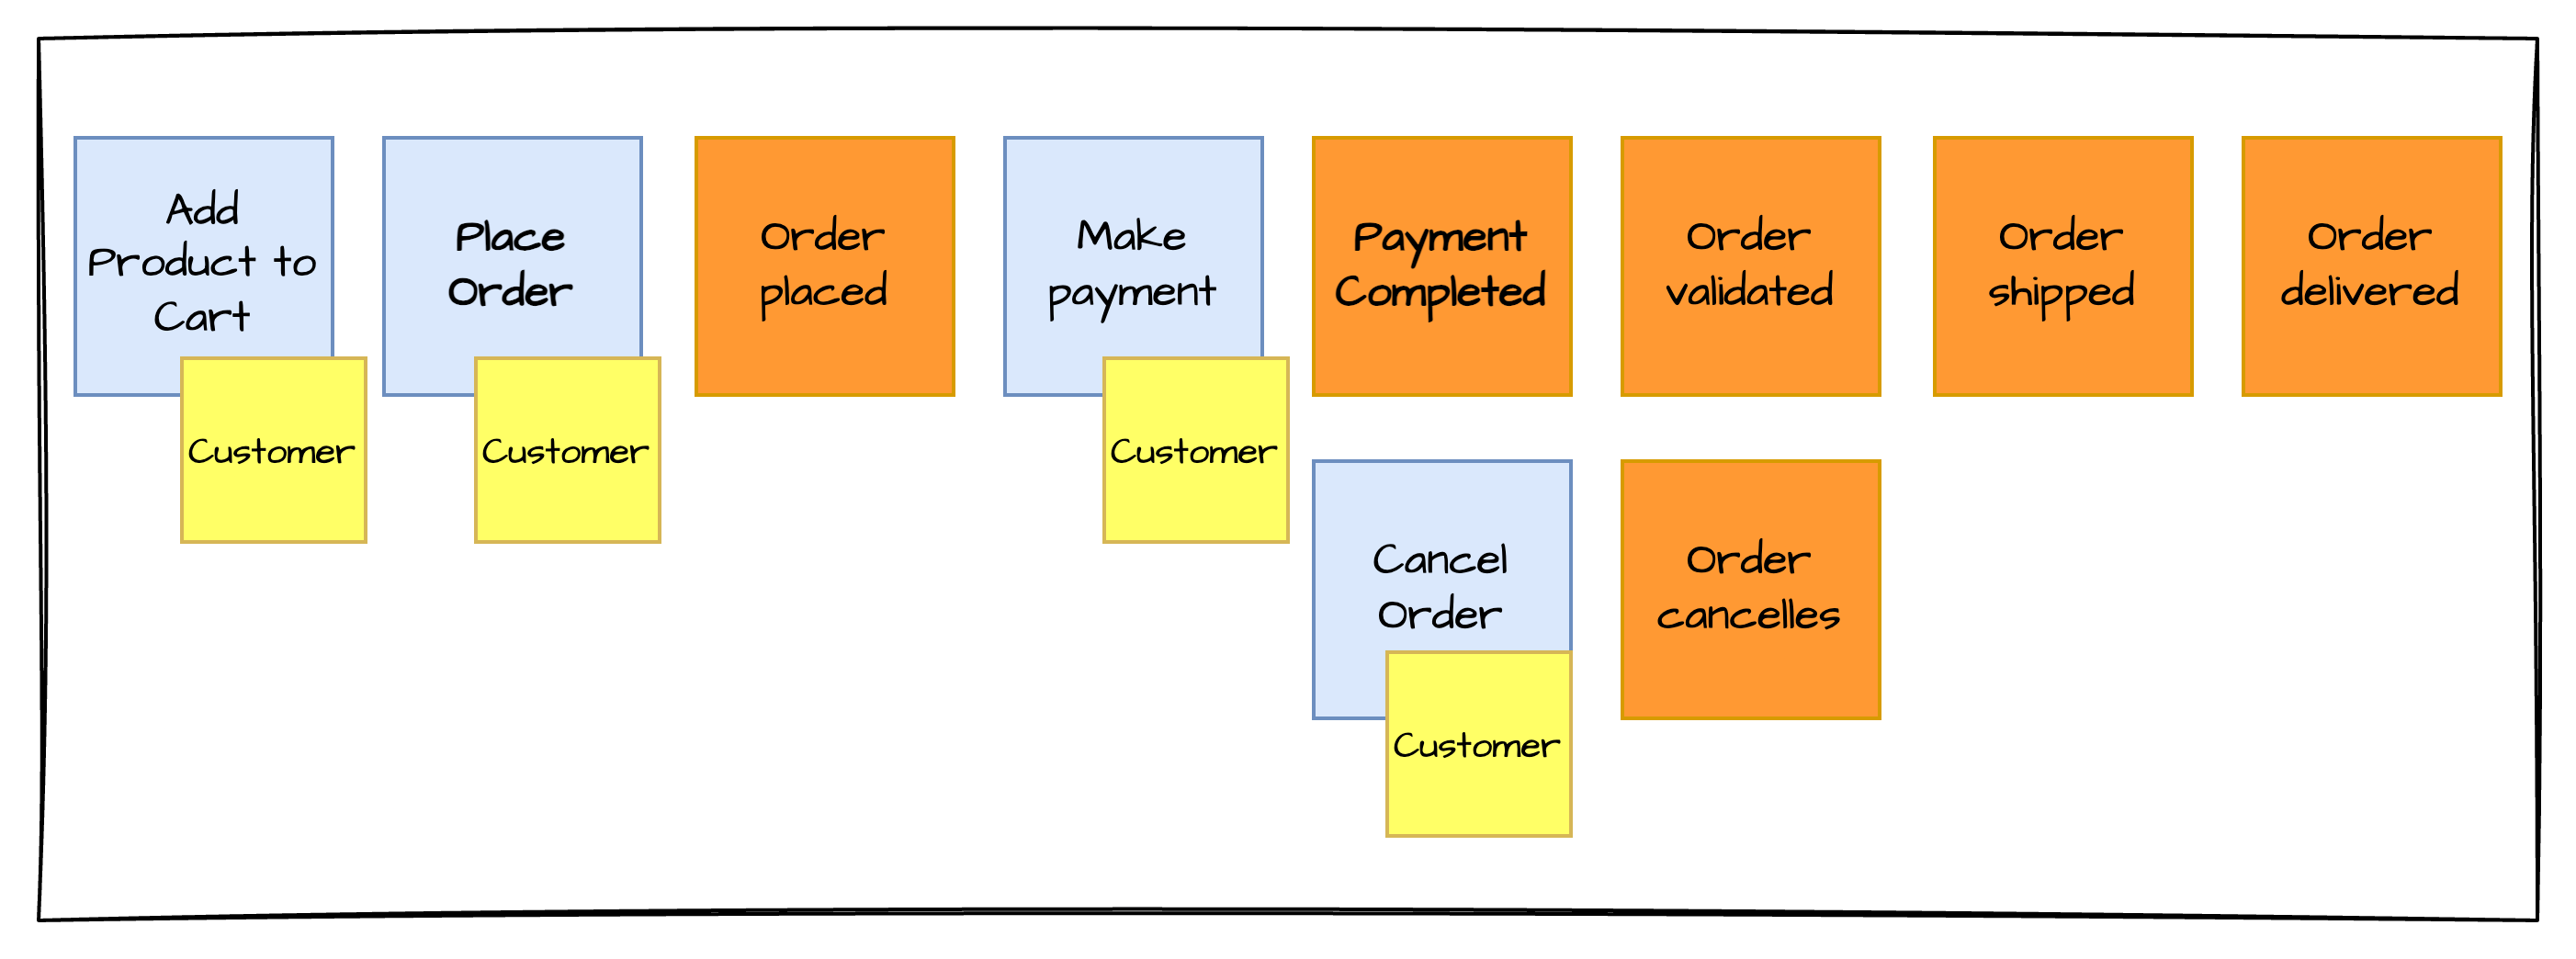 Add
Product to
Cart
Customer
Place
Order
Customer
Order
placed
Make
payment
Customer
Payment
Completed
Order
validated
Order
shipped
Order
delivered
Cancel
Order
Customer
Order
cancelles